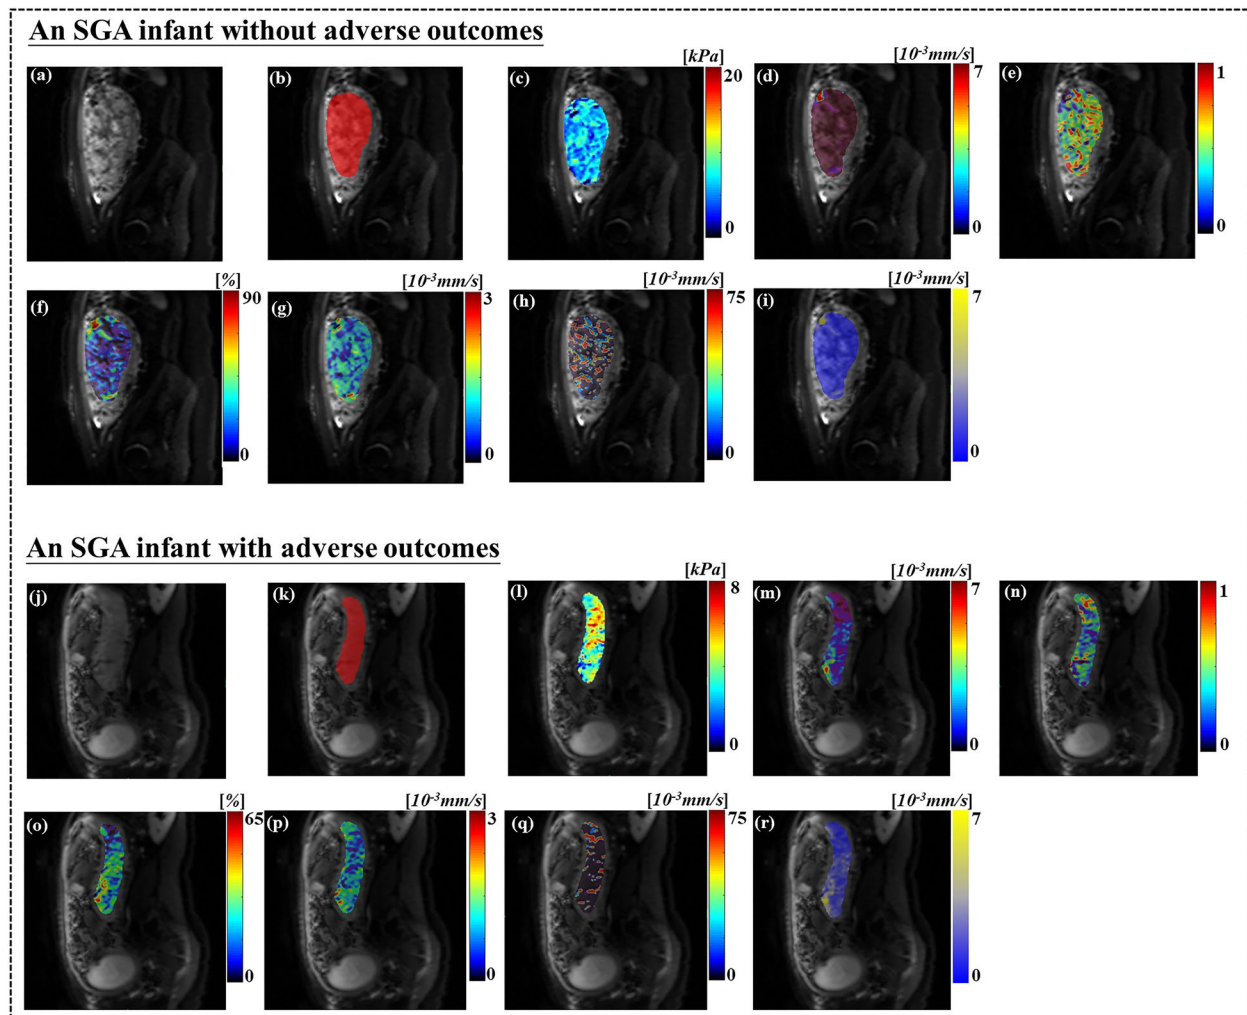 An SGA infant without adverse outcomes
[kPa] [10-3mm/s]
(a) (b) (c) 20 (d) 7 (e) 1
0 0 0
[%] [10-3mm/s] [10-3mm/s] [10-3mm/s]
(f) 90 (g) 3 (h) 75 (i) 7
0 0 0 0
An SGA infant with adverse outcomes
[kPa] [10-3mm/s]
(j) (k) (l) 8 (m) 7 (n) 1
0 0 0
[%] [10-3mm/s] [10-3mm/s] [10-3mm/s]
(o) 65 (p) 3 (q) 75 (r) 7
0 0 0 0